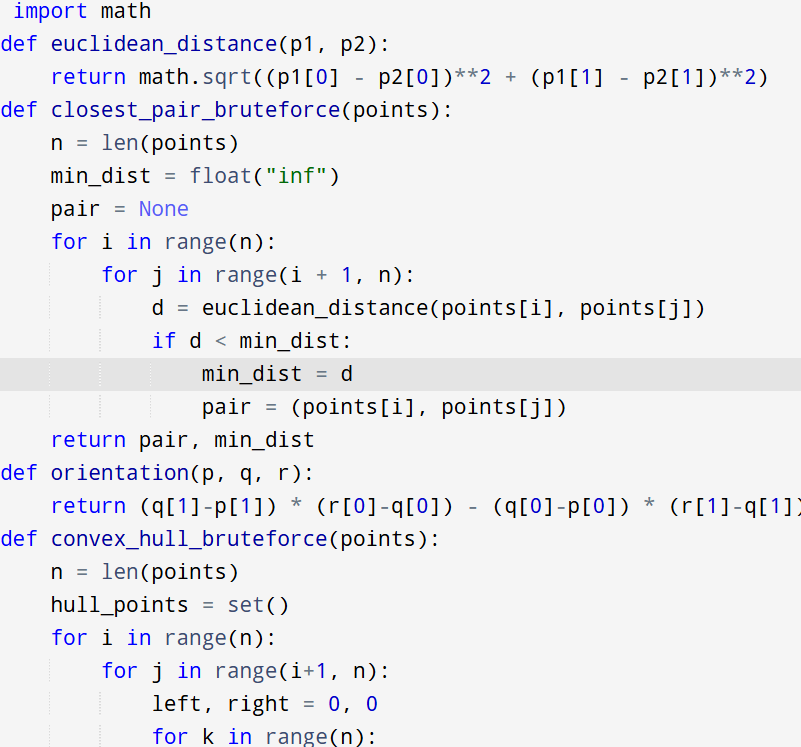 import math
def euclidean_distance(p1, p2):
    return math.sqrt((p1[0] - p2[0])**2 + (p1[1] - p2[1])**2)
def closest_pair_bruteforce(points):
    n = len(points)
    min_dist = float("inf")
    pair = None
    for i in range(n):
        for j in range(i + 1, n):
            d = euclidean_distance(points[i], points[j])
            if d < min_dist:
                min_dist = d
                pair = (points[i], points[j])
    return pair, min_dist
def orientation(p, q, r):
    return (q[1]-p[1]) * (r[0]-q[0]) - (q[0]-p[0]) * (r[1]-q[1])
def convex_hull_bruteforce(points):
    n = len(points)
    hull_points = set()
    for i in range(n):
        for j in range(i+1, n):
            left, right = 0, 0
            for k in range(n):